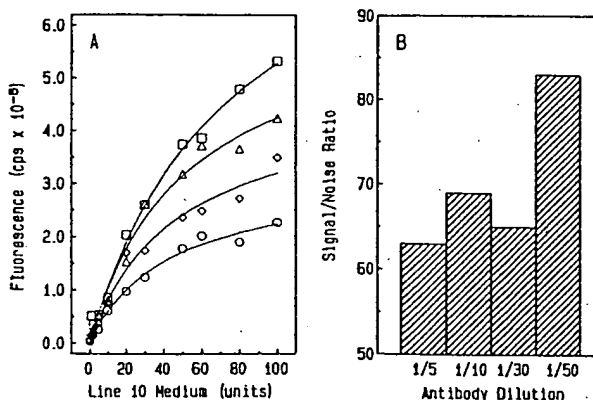 A
6.0
5.0
4.0
3.0
2.0
1.0
0.0
Fluorescence (cps x 10⁻⁵)
0 20 40 60 80 100
Line 10 Medium (units)
B
90
80
70
60
50
Signal/Noise Ratio
1/5 1/10 1/30 1/50
Antibody Dilution